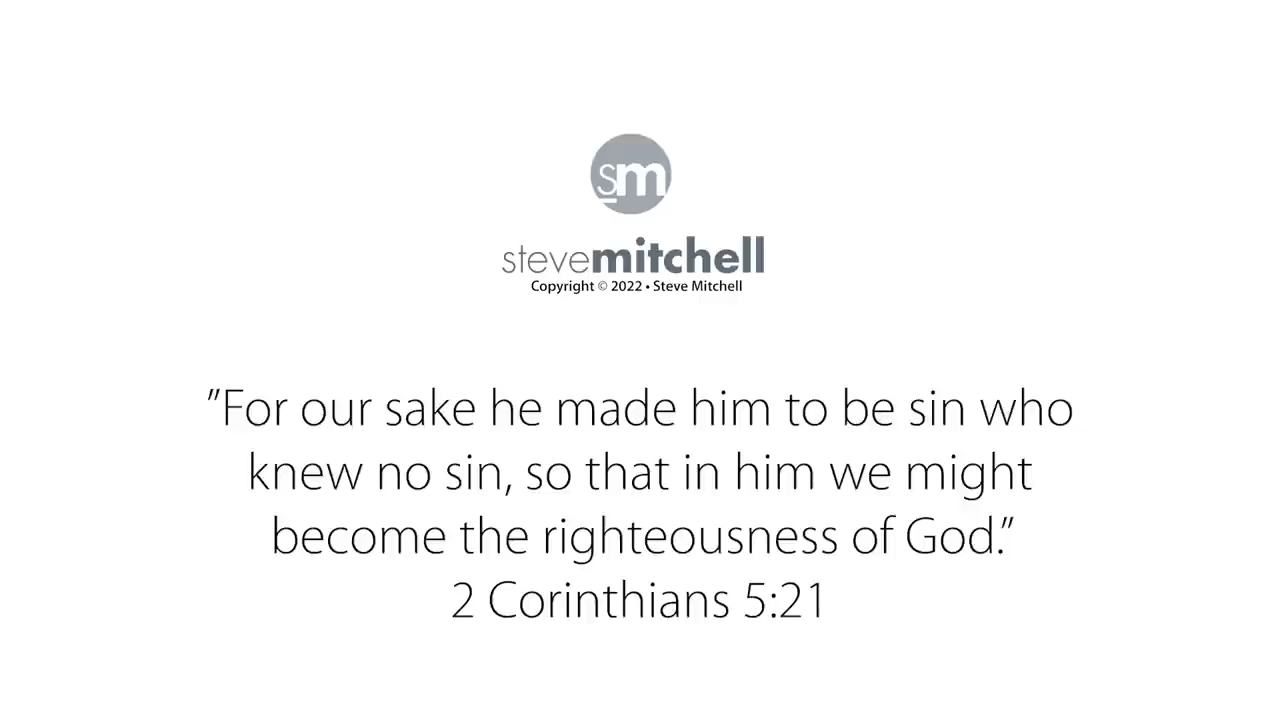 sm
stevemitchell
Copyright © 2022 • Steve Mitchell
"For our sake he made him to be sin who
knew no sin, so that in him we might
become the righteousness of God."
2 Corinthians 5:21